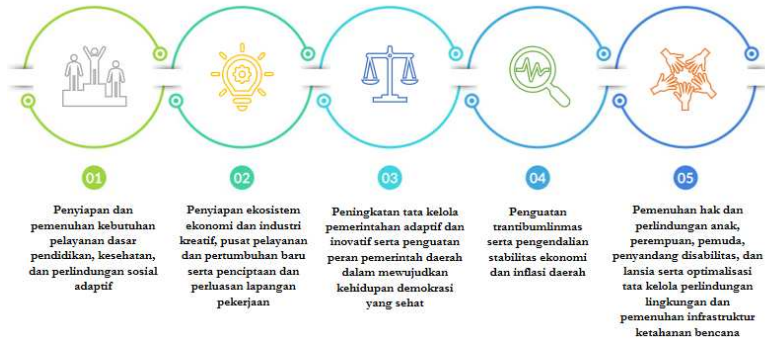 01
Penyiapan dan
pemenuhan kebutuhan
pelayanan dasar
pendidikan, kesehatan,
dan perlindungan sosial
adaptif
02
Penyiapan ekosistem
ekonomi dan industri
kreatif, pusat pelayanan
dan pertumbuhan baru
serta penciptaan dan
perluasan lapangan
pekerjaan
03
Peningkatan tata kelola
pemerintahan adaptif dan
inovatif serta penguatan
peran pemerintah daerah
dalam mewujudkan
kehidupan demokrasi
yang sehat
04
Penguatan
trantibumlinmas
serta pengendalian
stabilitas ekonomi
dan inflasi daerah
05
Pemenuhan hak dan
perlindungan anak,
perempuan, pemuda,
penyandang disabilitas, dan
lansia serta optimalisasi
tata kelola perlindungan
lingkungan dan
pemenuhan infrastruktur
ketahanan bencana